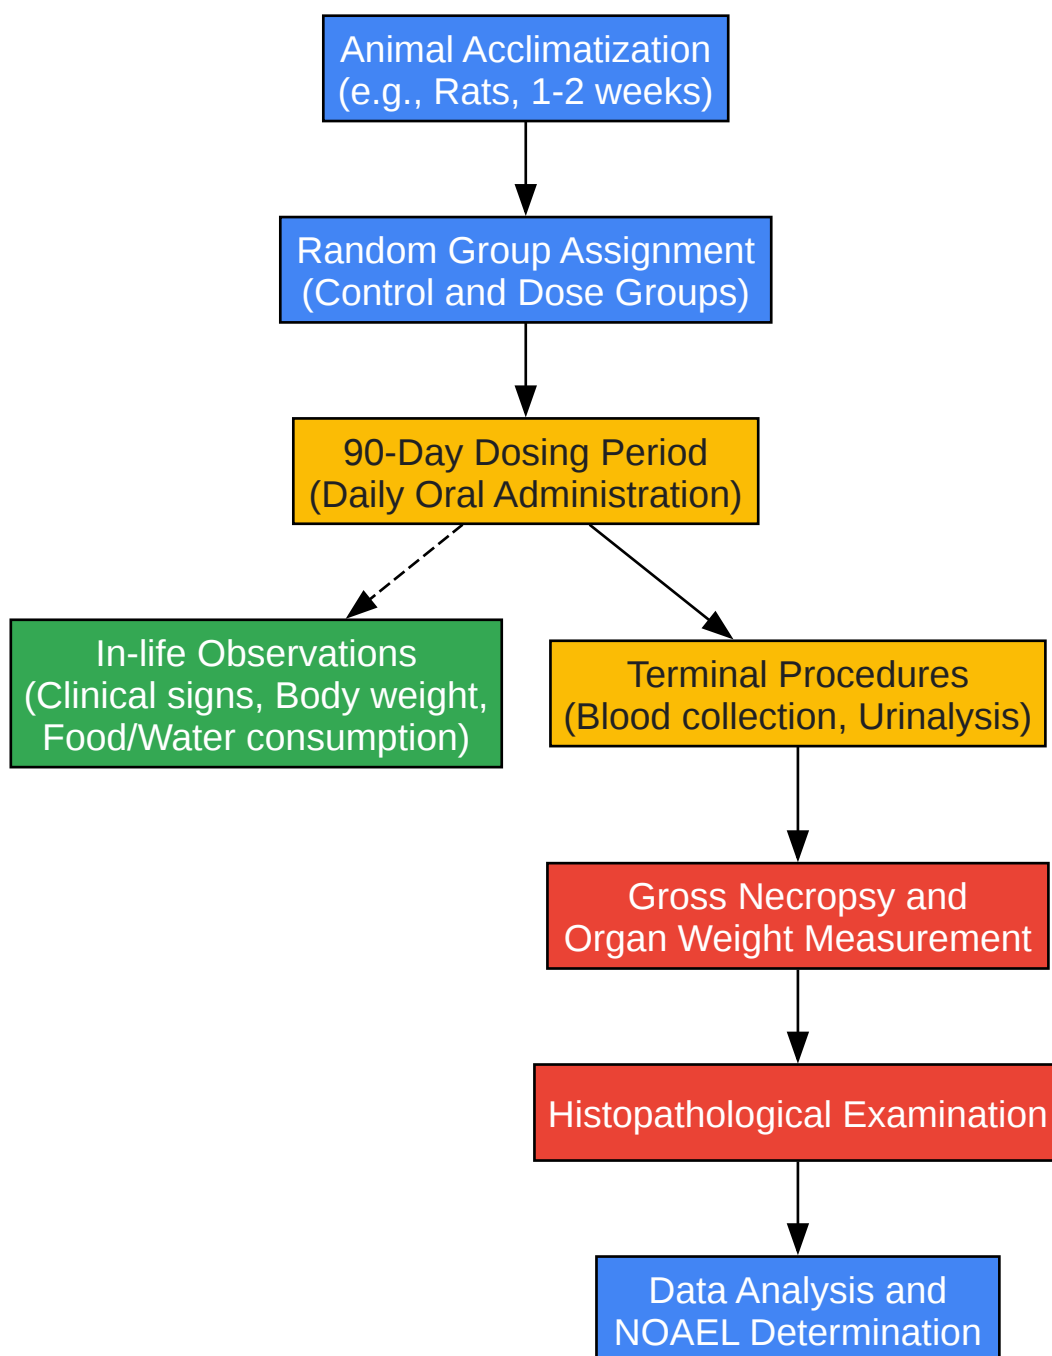 Animal Acclimatization
(e.g., Rats, 1-2 weeks)
Random Group Assignment
(Control and Dose Groups)
90-Day Dosing Period
(Daily Oral Administration)
In-life Observations
(Clinical signs, Body weight,
Food/Water consumption)
Terminal Procedures
(Blood collection, Urinalysis)
Gross Necropsy and
Organ Weight Measurement
Histopathological Examination
Data Analysis and
NOAEL Determination